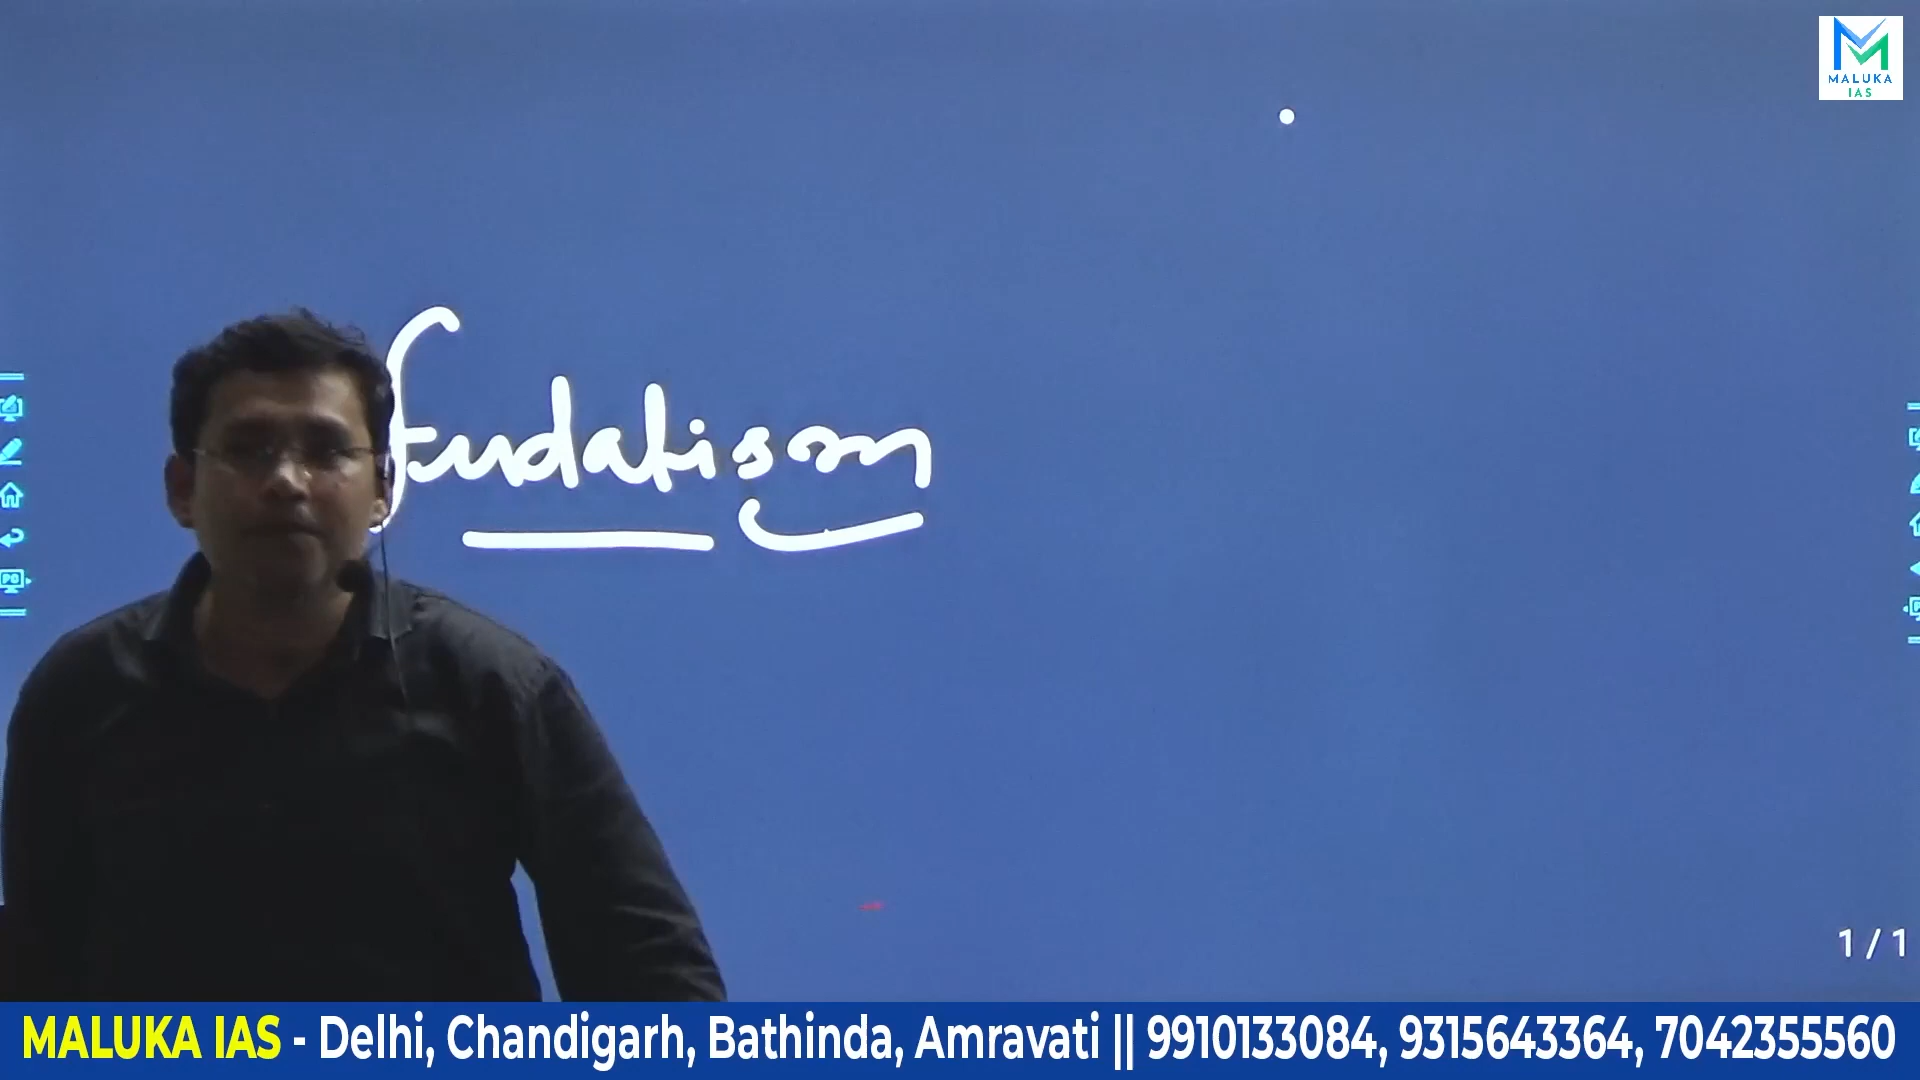 MALUKA
IAS
Fudalism
1 / 1
MALUKA IAS - Delhi, Chandigarh, Bathinda, Amravati || 9910133084, 9315643364, 7042355560